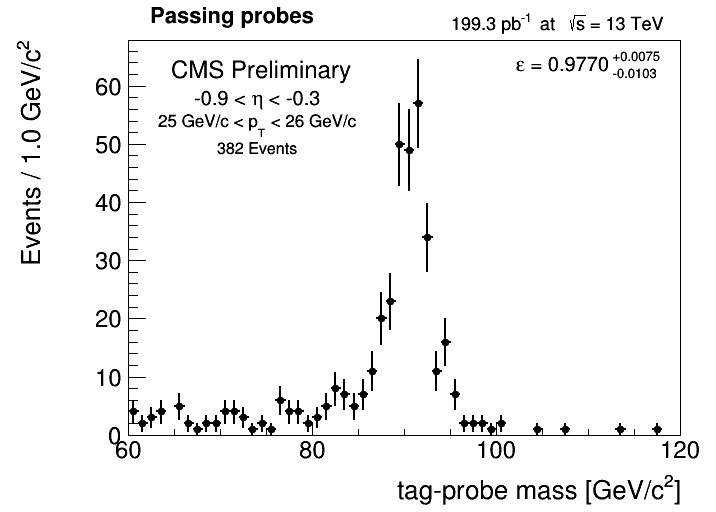 Passing probes
199.3 pb⁻¹ at √s = 13 TeV
CMS Preliminary
-0.9 < η < -0.3
25 GeV/c < p_T < 26 GeV/c
382 Events
ε = 0.9770 +0.0075 -0.0103
Events / 1.0 GeV/c²
60
50
40
30
20
10
0
60 80 100 120
tag-probe mass [GeV/c²]